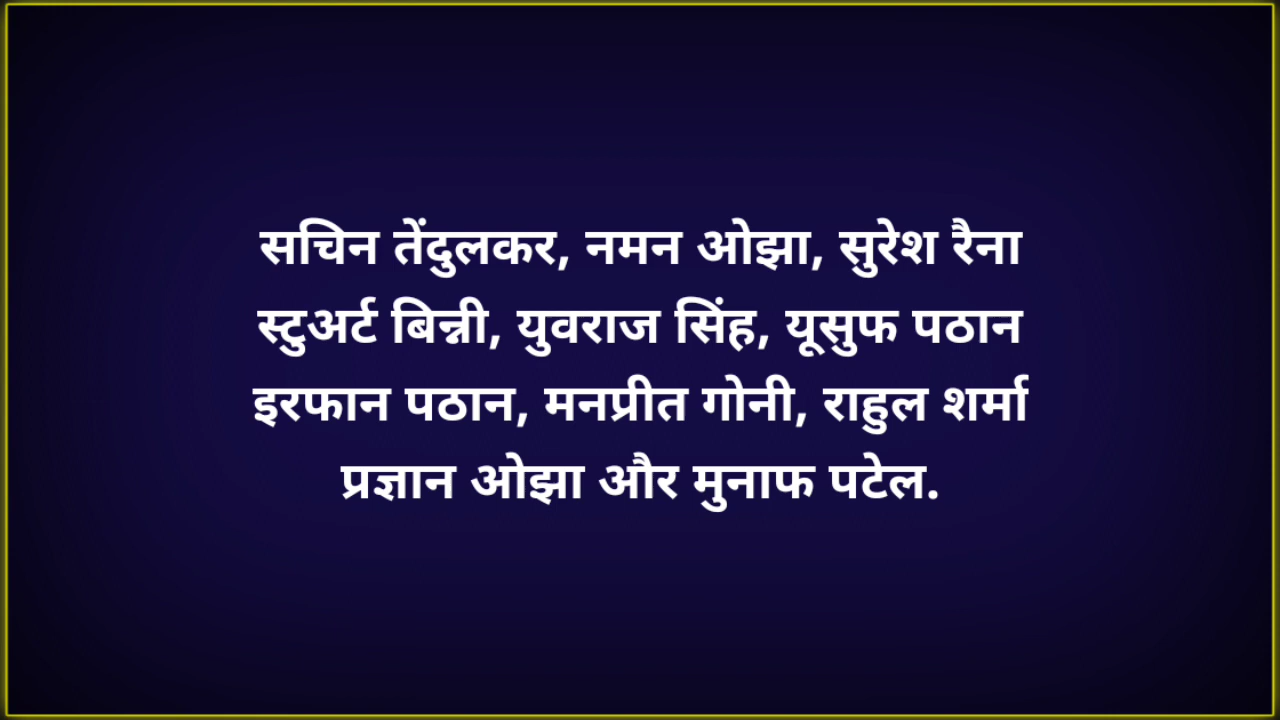 सचिन तेंदुलकर, नमन ओझा, सुरेश रैना
स्टुअर्ट बिन्नी, युवराज सिंह, यूसुफ पठान
इरफान पठान, मनप्रीत गोनी, राहुल शर्मा
प्रज्ञान ओझा और मुनाफ पटेल.